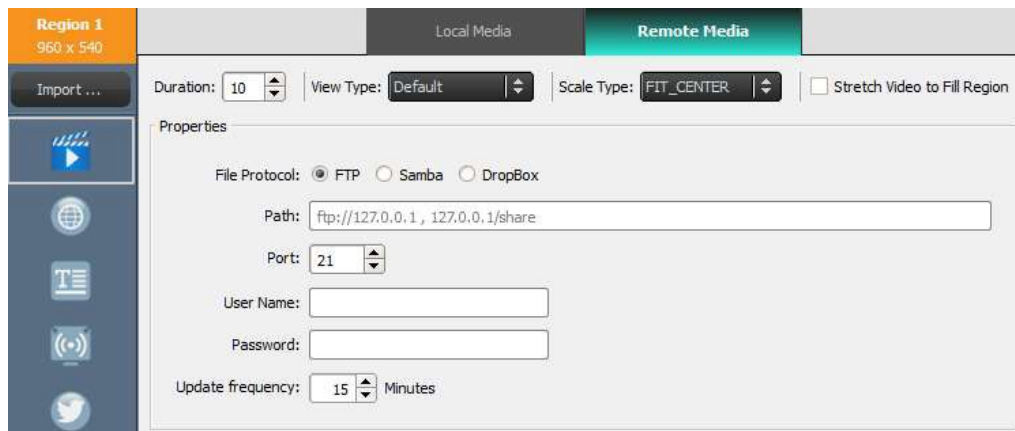 Region 1
960 x 540
Local Media
Remote Media
Import ...
Duration: 10 View Type: Default Scale Type: FIT_CENTER Stretch Video to Fill Region
Properties
File Protocol: FTP Samba DropBox
Path: ftp://127.0.0.1 , 127.0.0.1/share
Port: 21
User Name:
Password:
Update frequency: 15 Minutes
T